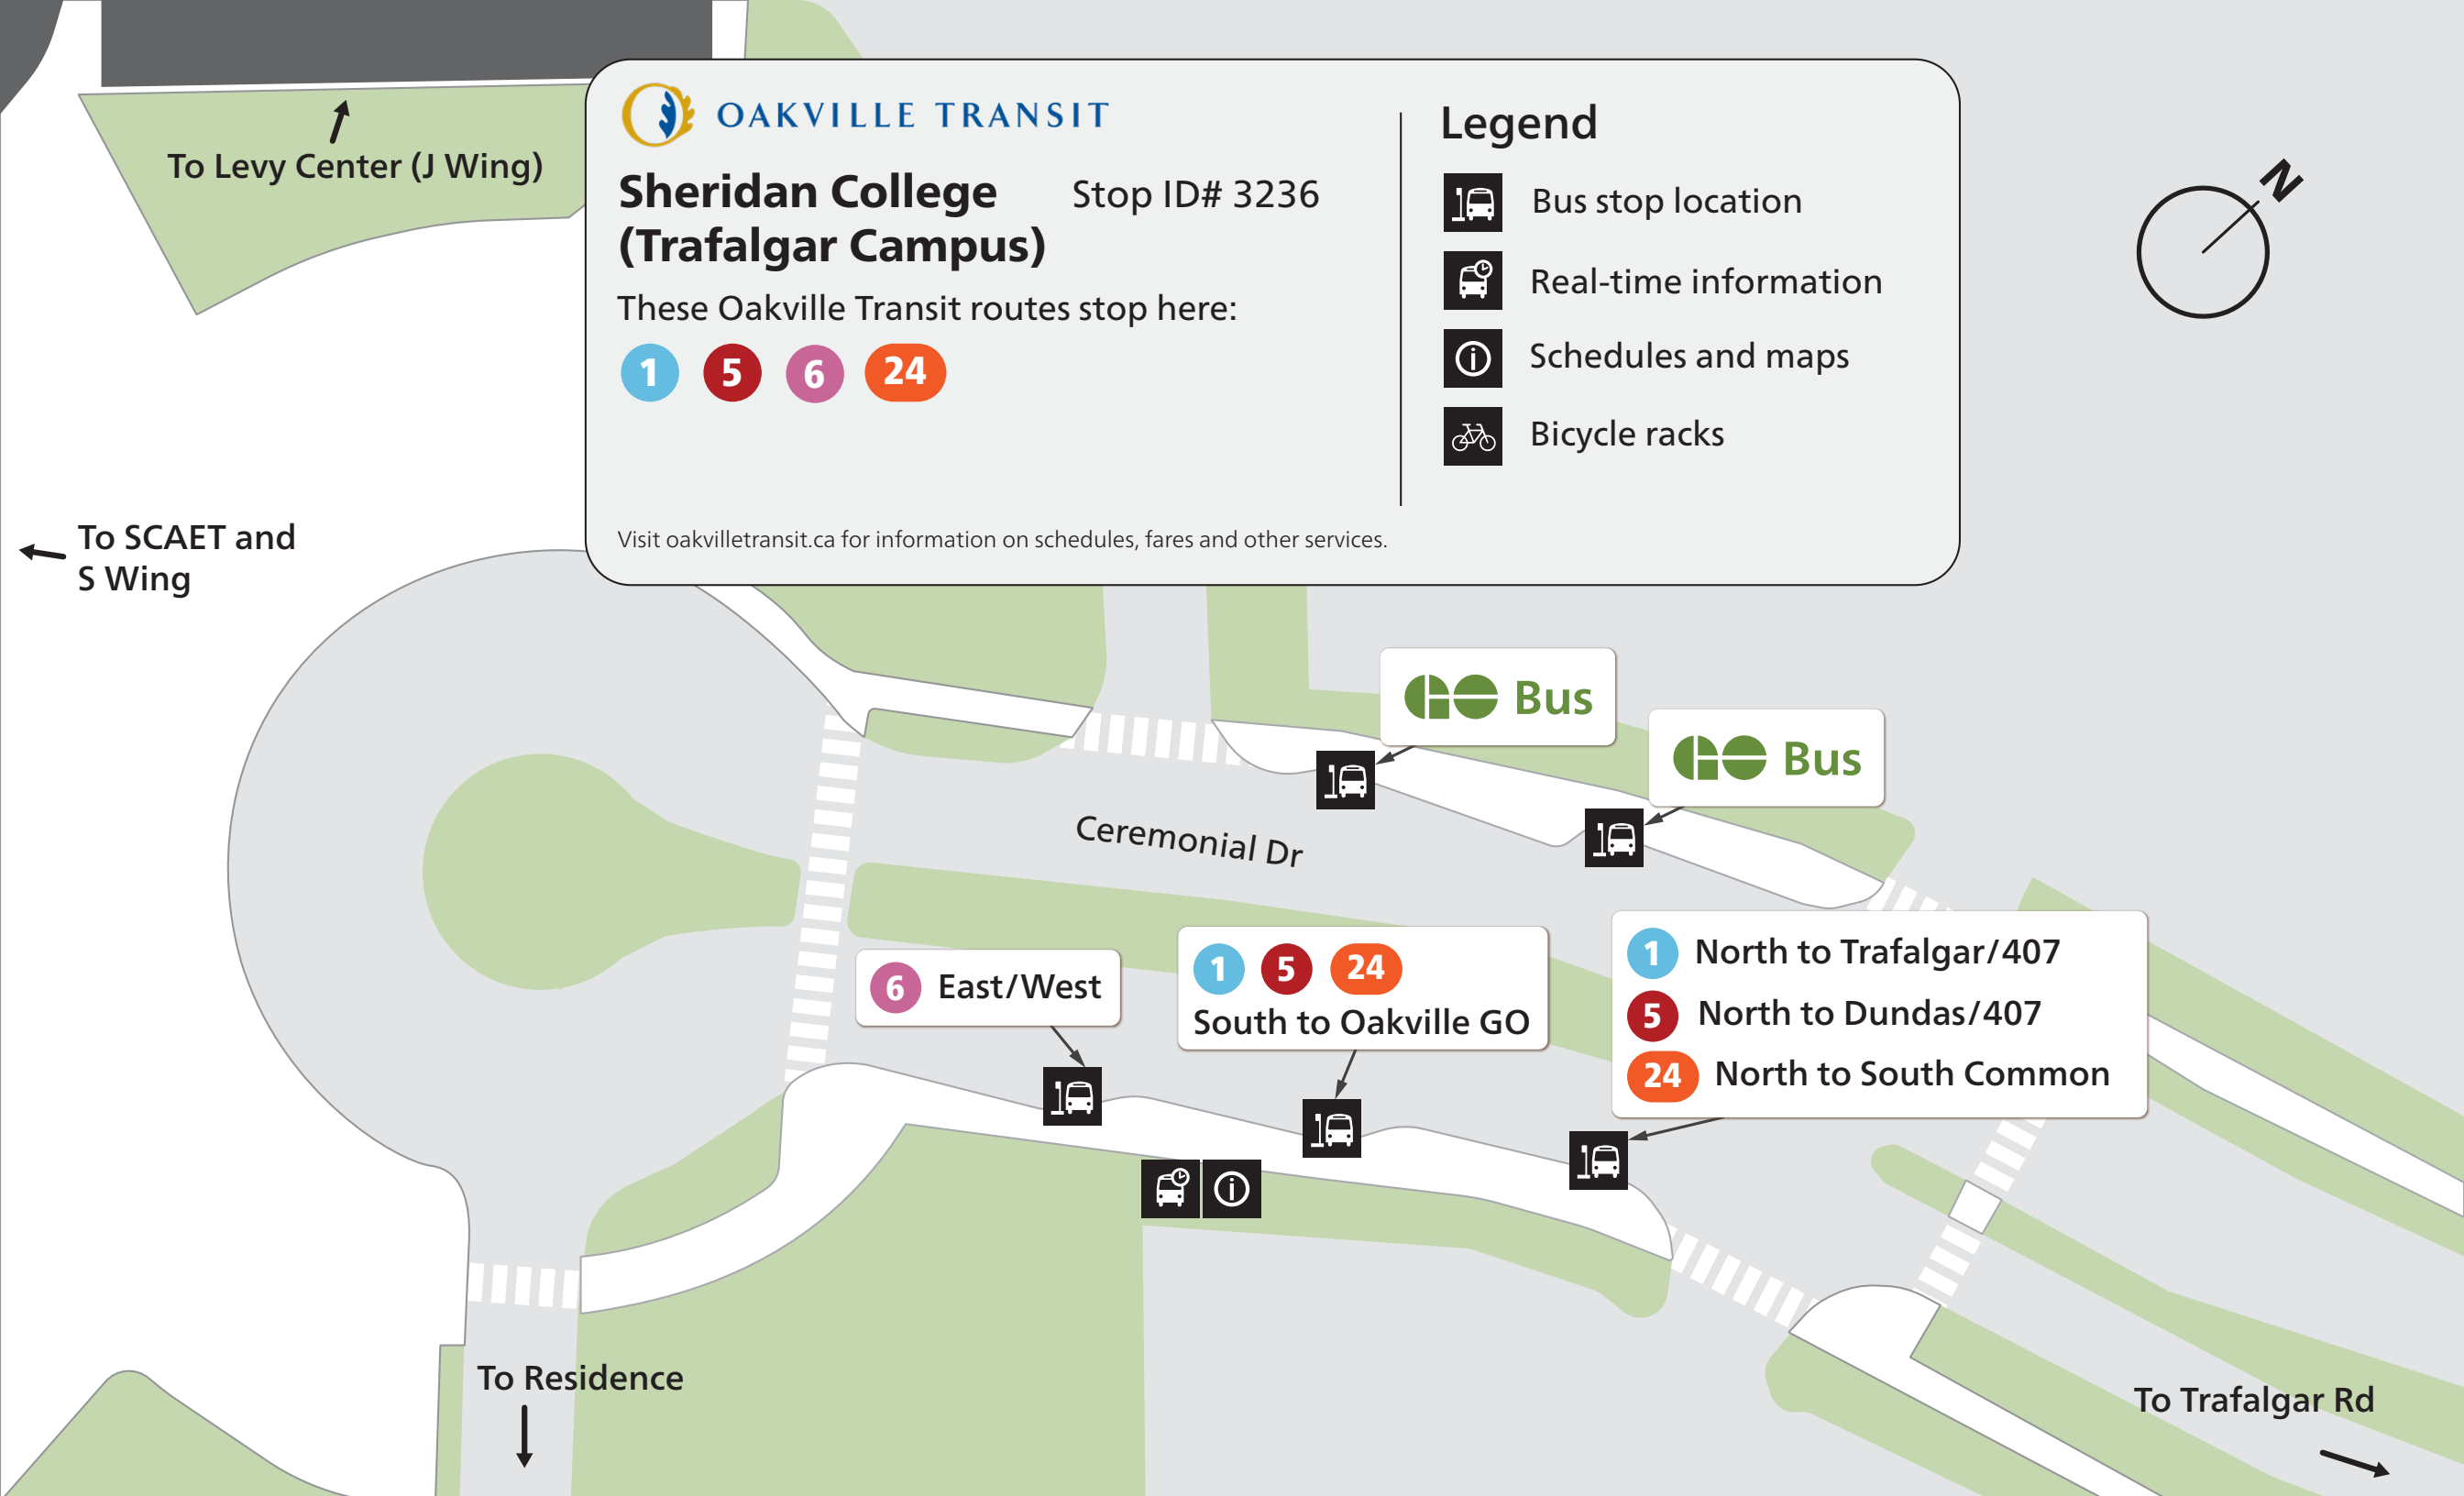 To Levy Center (J Wing)
OAKVILLE TRANSIT
Sheridan College
(Trafalgar Campus)
Stop ID# 3236
These Oakville Transit routes stop here:
1 5 6 24
Visit oakvilletransit.ca for information on schedules, fares and other services.
Legend
Bus stop location
Real-time information
Schedules and maps
Bicycle racks
N
To SCAET and
S Wing
GO Bus
GO Bus
Ceremonial Dr
6 East/West
1 5 24
South to Oakville GO
1 North to Trafalgar/407
5 North to Dundas/407
24 North to South Common
To Residence
To Trafalgar Rd